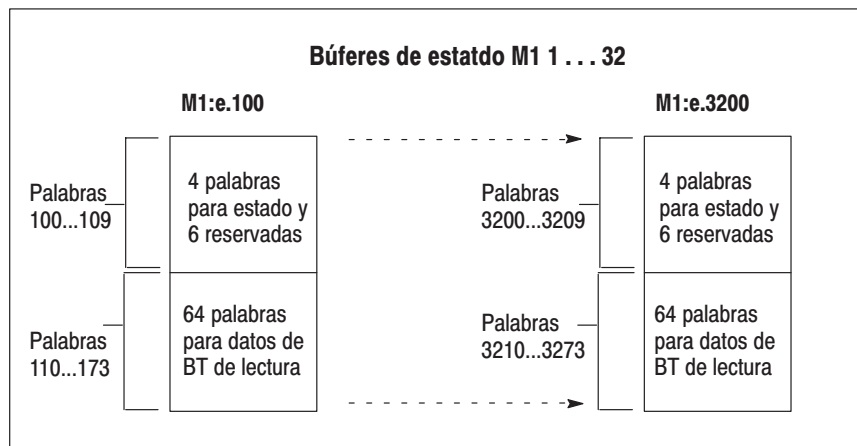 Búferes de estatdo M1 1 . . . 32
M1:e.100
M1:e.3200
Palabras
100...109
4 palabras
para estado y
6 reservadas
Palabras
3200...3209
4 palabras
para estado y
6 reservadas
Palabras
110...173
64 palabras
para datos de
BT de lectura
Palabras
3210...3273
64 palabras
para datos de
BT de lectura